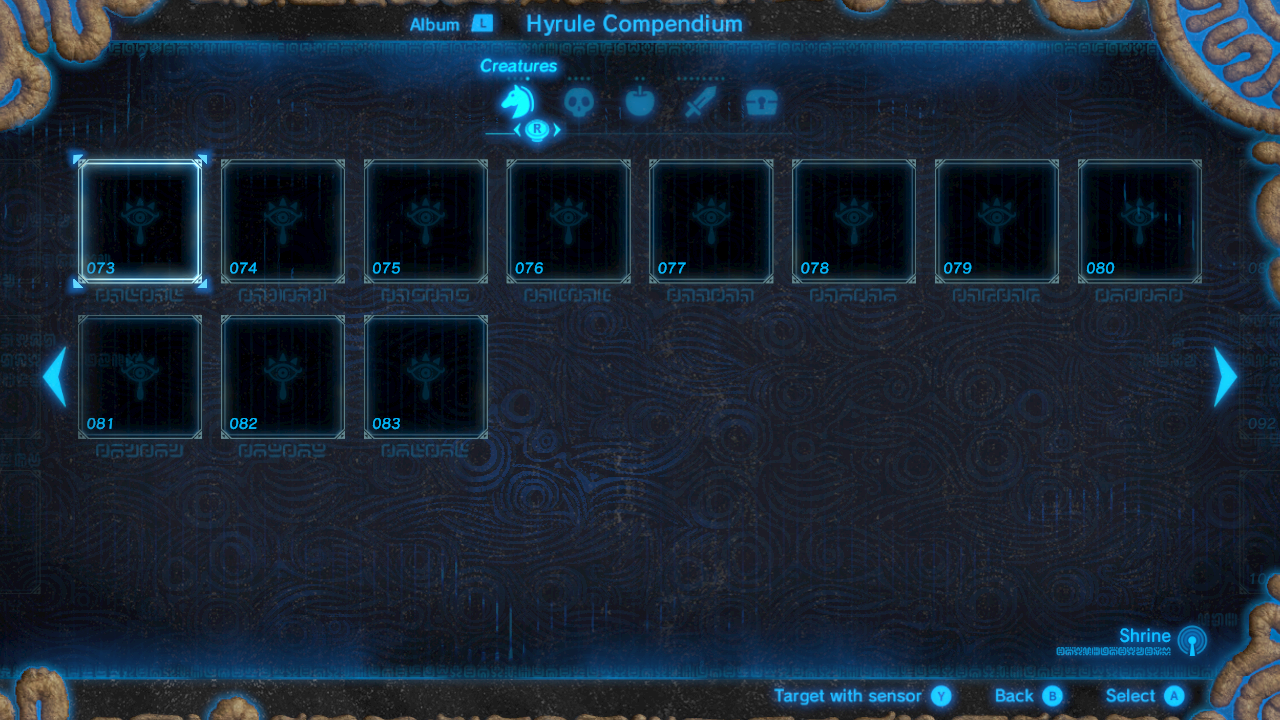 Album L Hyrule Compendium
Creatures
R
073 074 075 076 077 078 079 080
081 082 083
092
Shrine
Target with sensor Y Back B Select A